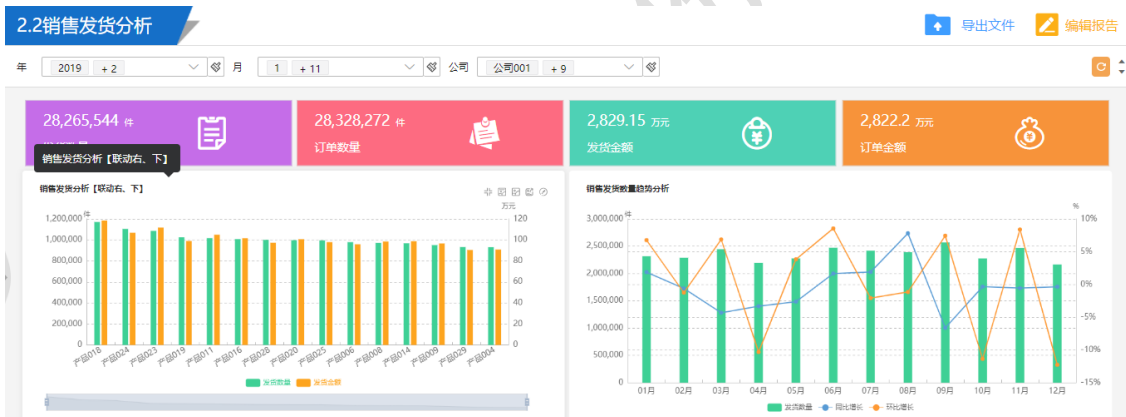 2.2销售发货分析
导出文件
编辑报告
年
2019
+ 2
月
1
+ 11
公司
公司001
+ 9
28,265,544 件
28,328,272 件
订单数量
2,829.15 万元
发货金额
2,822.2 万元
订单金额
销售发货分析【联动右、下】
销售发货分析【联动右、下】
件
万元
1,200,000
1,000,000
800,000
600,000
400,000
200,000
0
120
100
80
60
40
20
0
产品018
产品024
产品023
产品019
产品011
产品016
产品028
产品020
产品025
产品006
产品008
产品014
产品009
产品029
产品004
发货数量
发货金额
销售发货数量趋势分析
件
%
3,000,000
2,500,000
2,000,000
1,500,000
1,000,000
500,000
0
10%
5%
0%
-5%
-10%
-15%
01月
02月
03月
04月
05月
06月
07月
08月
09月
10月
11月
12月
发货数量
同比增长
环比增长